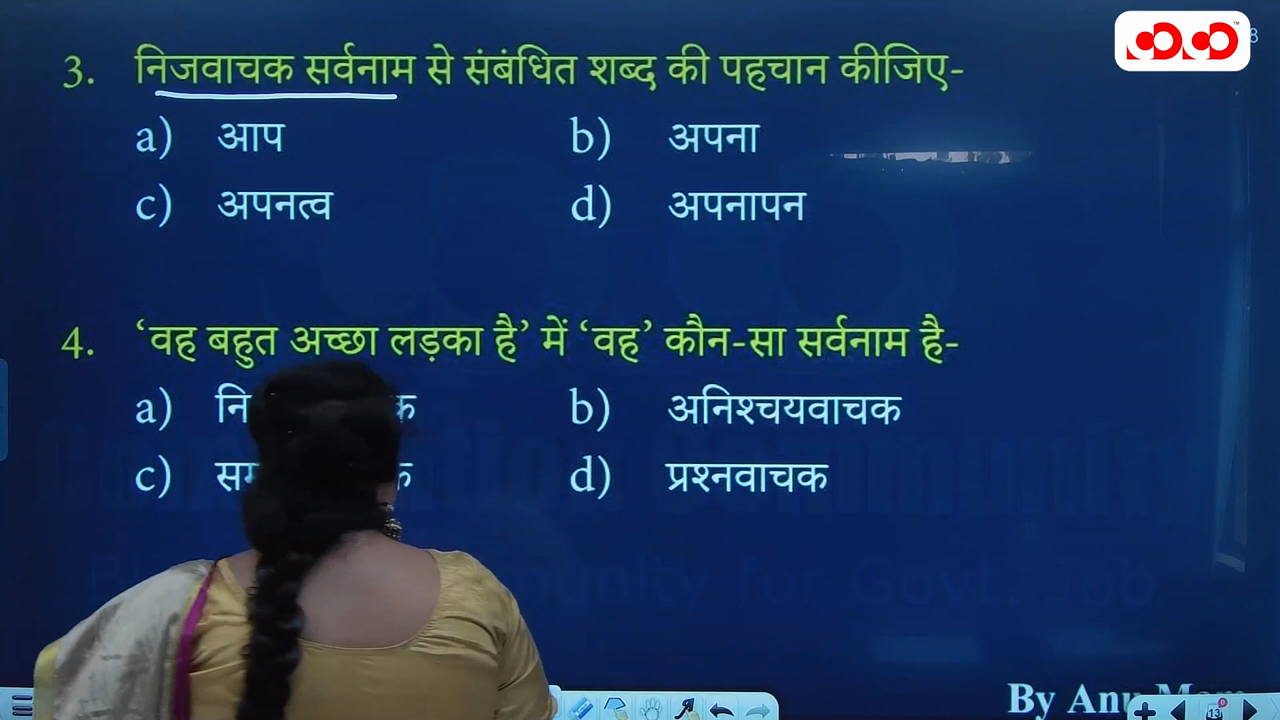 3. निजवाचक सर्वनाम से संबंधित शब्द की पहचान कीजिए-
a) आप b) अपना
c) अपनत्व d) अपनापन
4. ‘वह बहुत अच्छा लड़का है’ में ‘वह’ कौन-सा सर्वनाम है-
a) b) अनिश्चयवाचक
c) d) प्रश्नवाचक
By